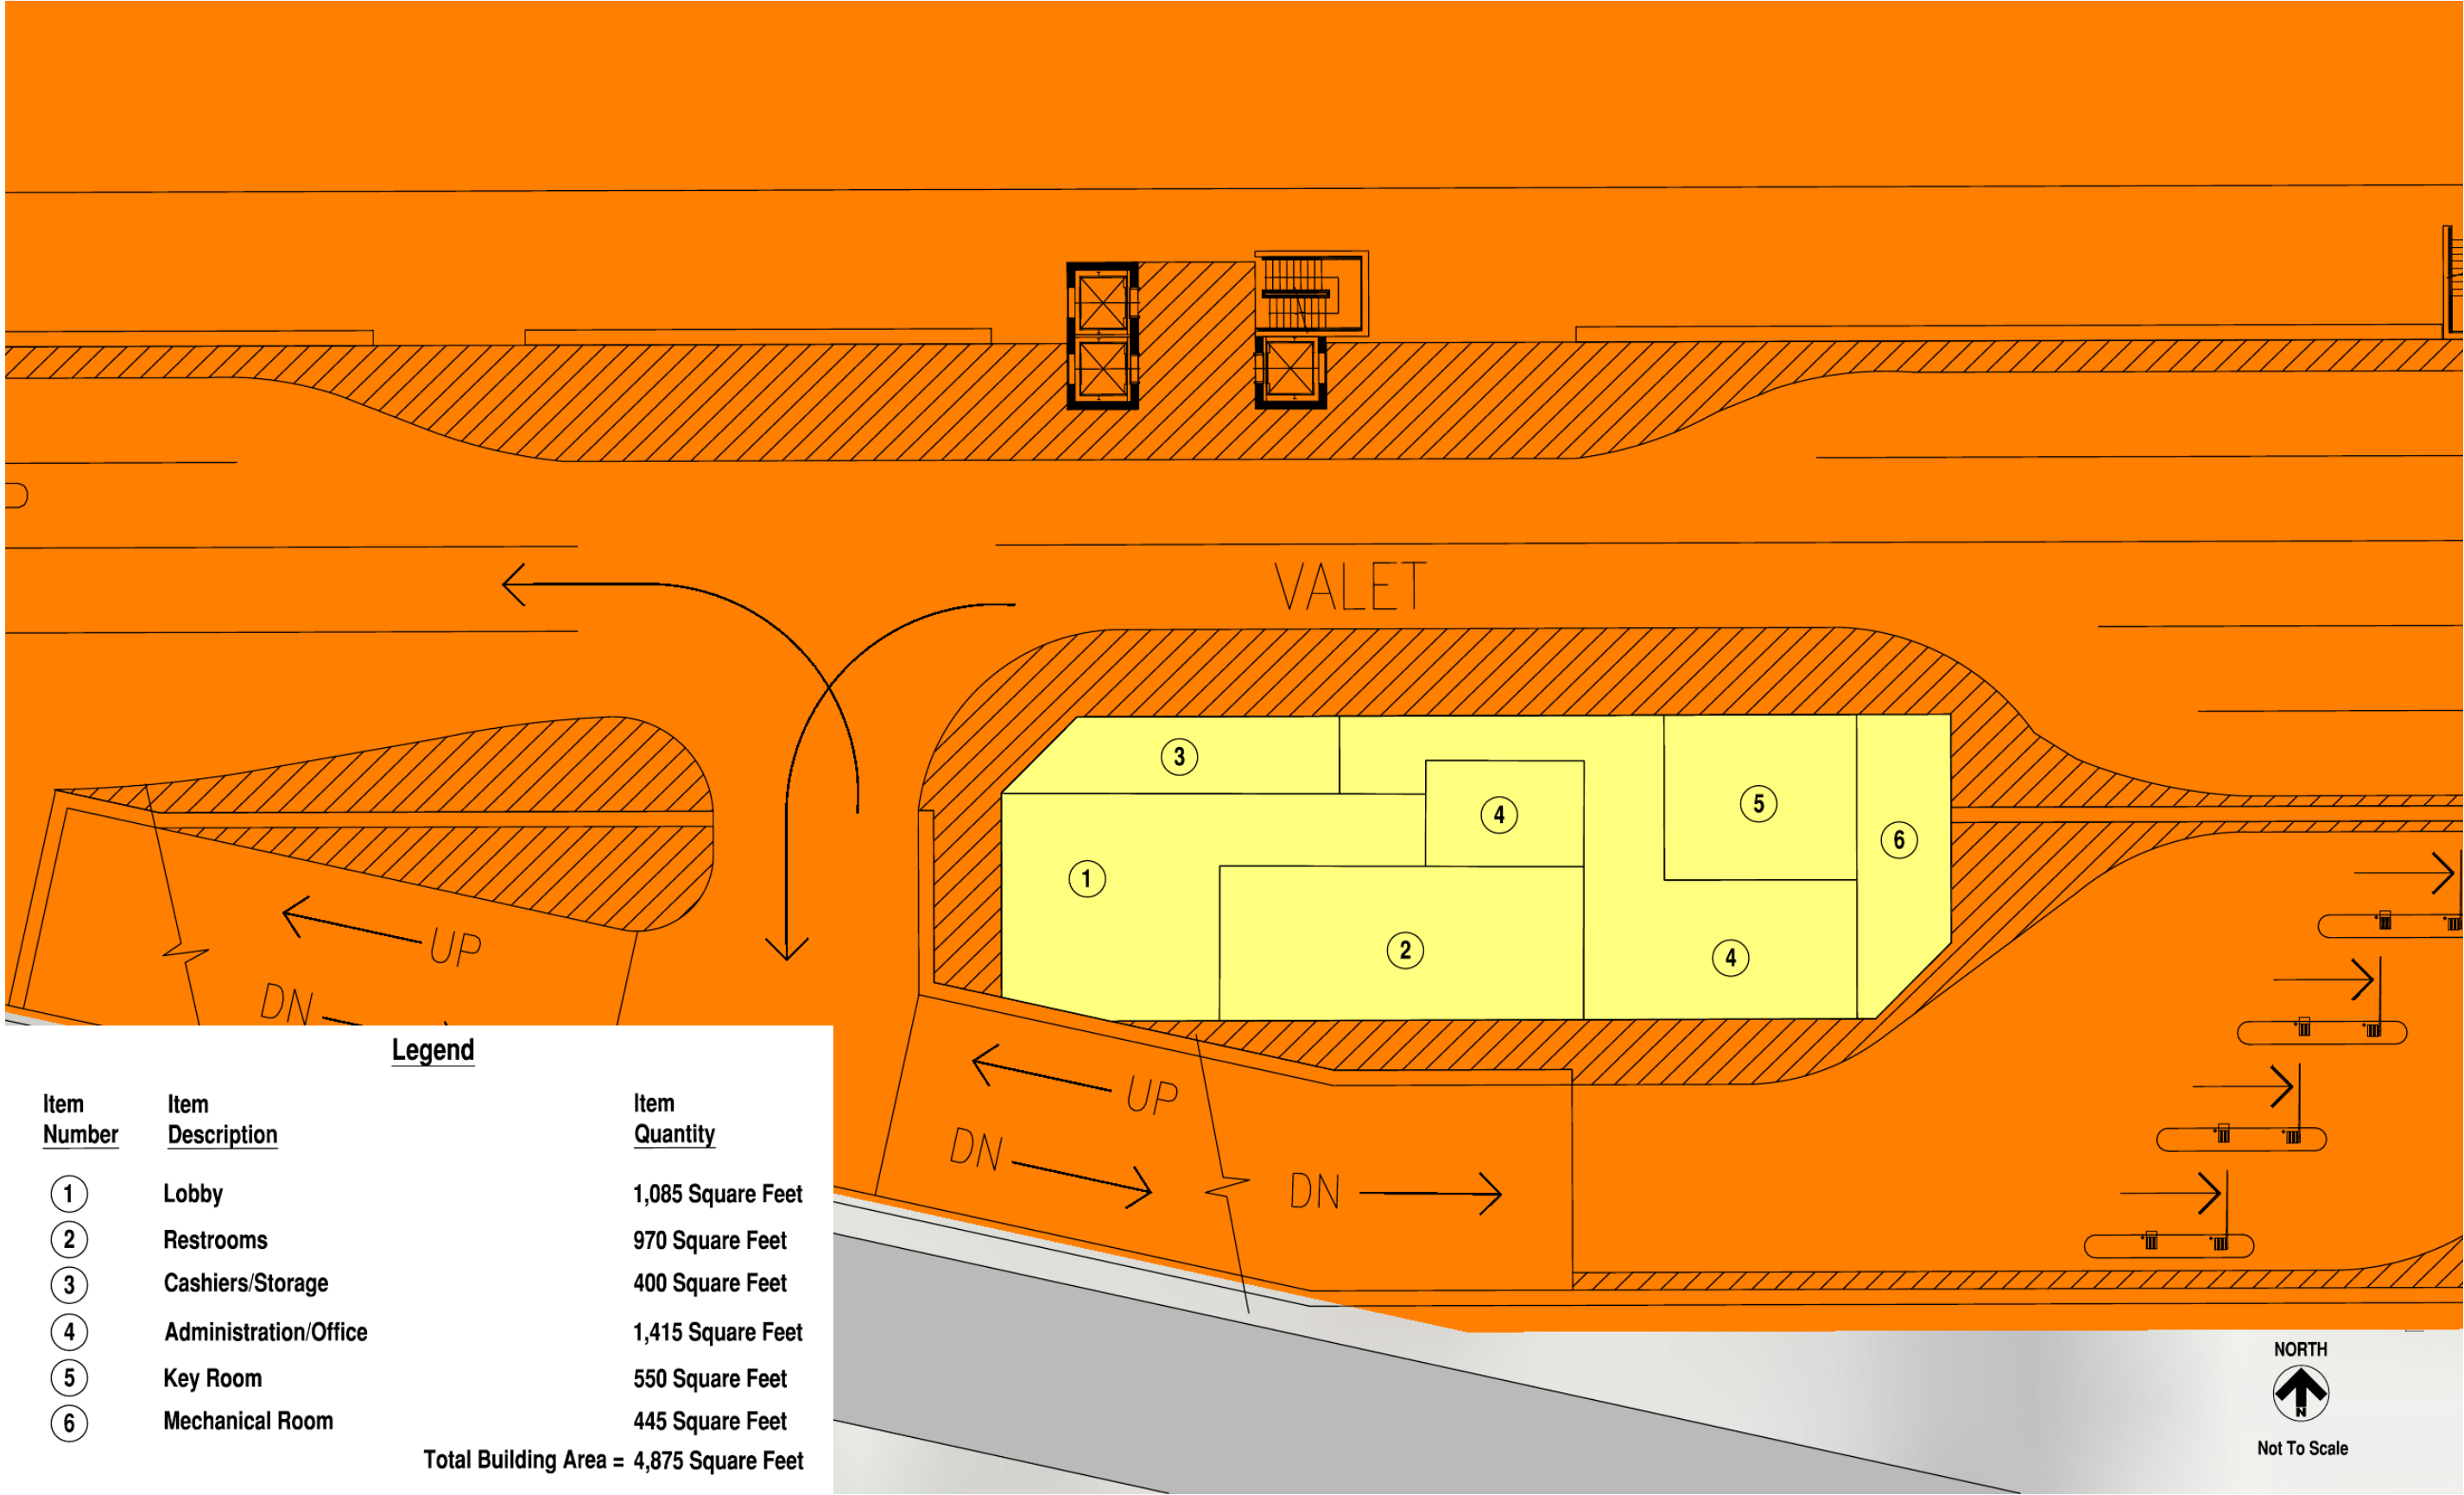 P
VALET
3
4
5
6
1
2
4
UP
DN
UP
DN
DN
Legend
Item Number Item Description Item Quantity
1 Lobby 1,085 Square Feet
2 Restrooms 970 Square Feet
3 Cashiers/Storage 400 Square Feet
4 Administration/Office 1,415 Square Feet
5 Key Room 550 Square Feet
6 Mechanical Room 445 Square Feet
Total Building Area = 4,875 Square Feet
NORTH
N
Not To Scale